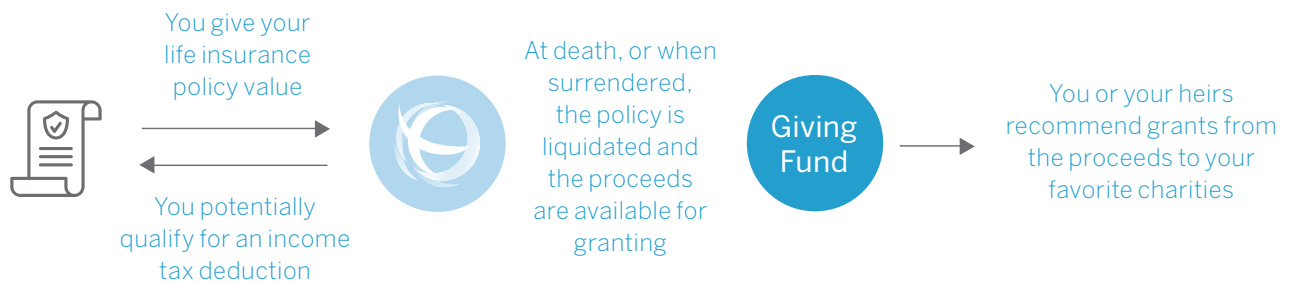 You give your
life insurance
policy value
You potentially
qualify for an income
tax deduction
At death, or when
surrendered,
the policy is
liquidated and
the proceeds
are available for
granting
Giving
Fund
You or your heirs
recommend grants from
the proceeds to your
favorite charities